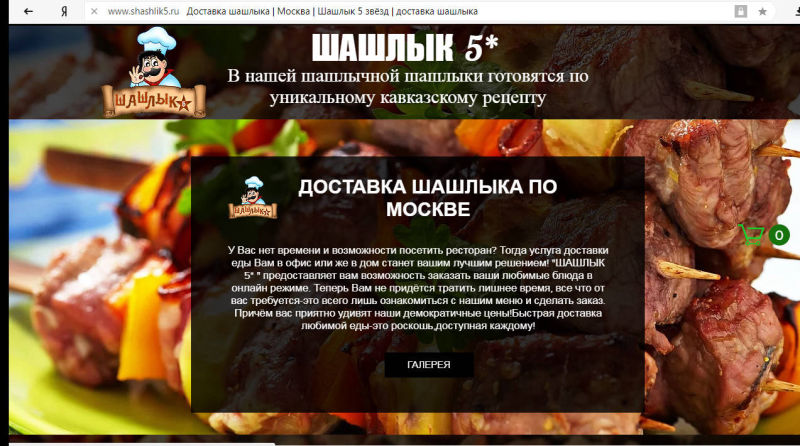 Я www.shashlik5.ru Доставка шашлыка | Москва | Шашлык 5 звёзд | доставка шашлыка
ШАШЛЫК 5*
В нашей шашлычной шашлыки готовятся по
уникальному кавказскому рецепту
ШАШЛЫК
ДОСТАВКА ШАШЛЫКА ПО
МОСКВЕ
ШАШЛЫК
У Вас нет времени и возможности посетить ресторан? Тогда услуга доставки
еды Вам в офис или же в дом станет вашим лучшим решением! "ШАШЛЫК
5* " предоставляет вам возможность заказать ваши любимые блюда в
онлайн режиме. Теперь Вам не придётся тратить лишнее время, все что от
вас требуется-это всего лишь ознакомиться с нашим меню и сделать заказ.
Причём вас приятно удивят наши демократичные цены!Быстрая доставка
любимой еды-это роскошь,доступная каждому!
0
ГАЛЕРЕЯ